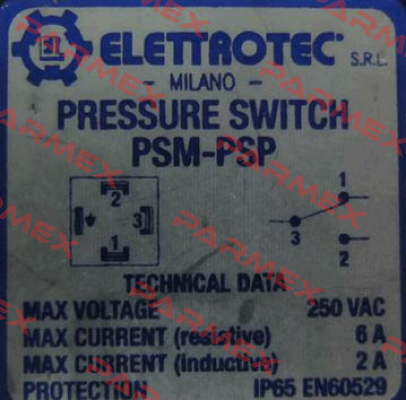 ELETTROTEC S.R.L.
- MILANO -
PRESSURE SWITCH
PSM-PSP
2
3
1
1
3
2
TECHNICAL DATA
MAX VOLTAGE 250 VAC
MAX CURRENT (resistive) 6 A
MAX CURRENT (inductive) 2 A
PROTECTION IP65 EN60529
PARMEX